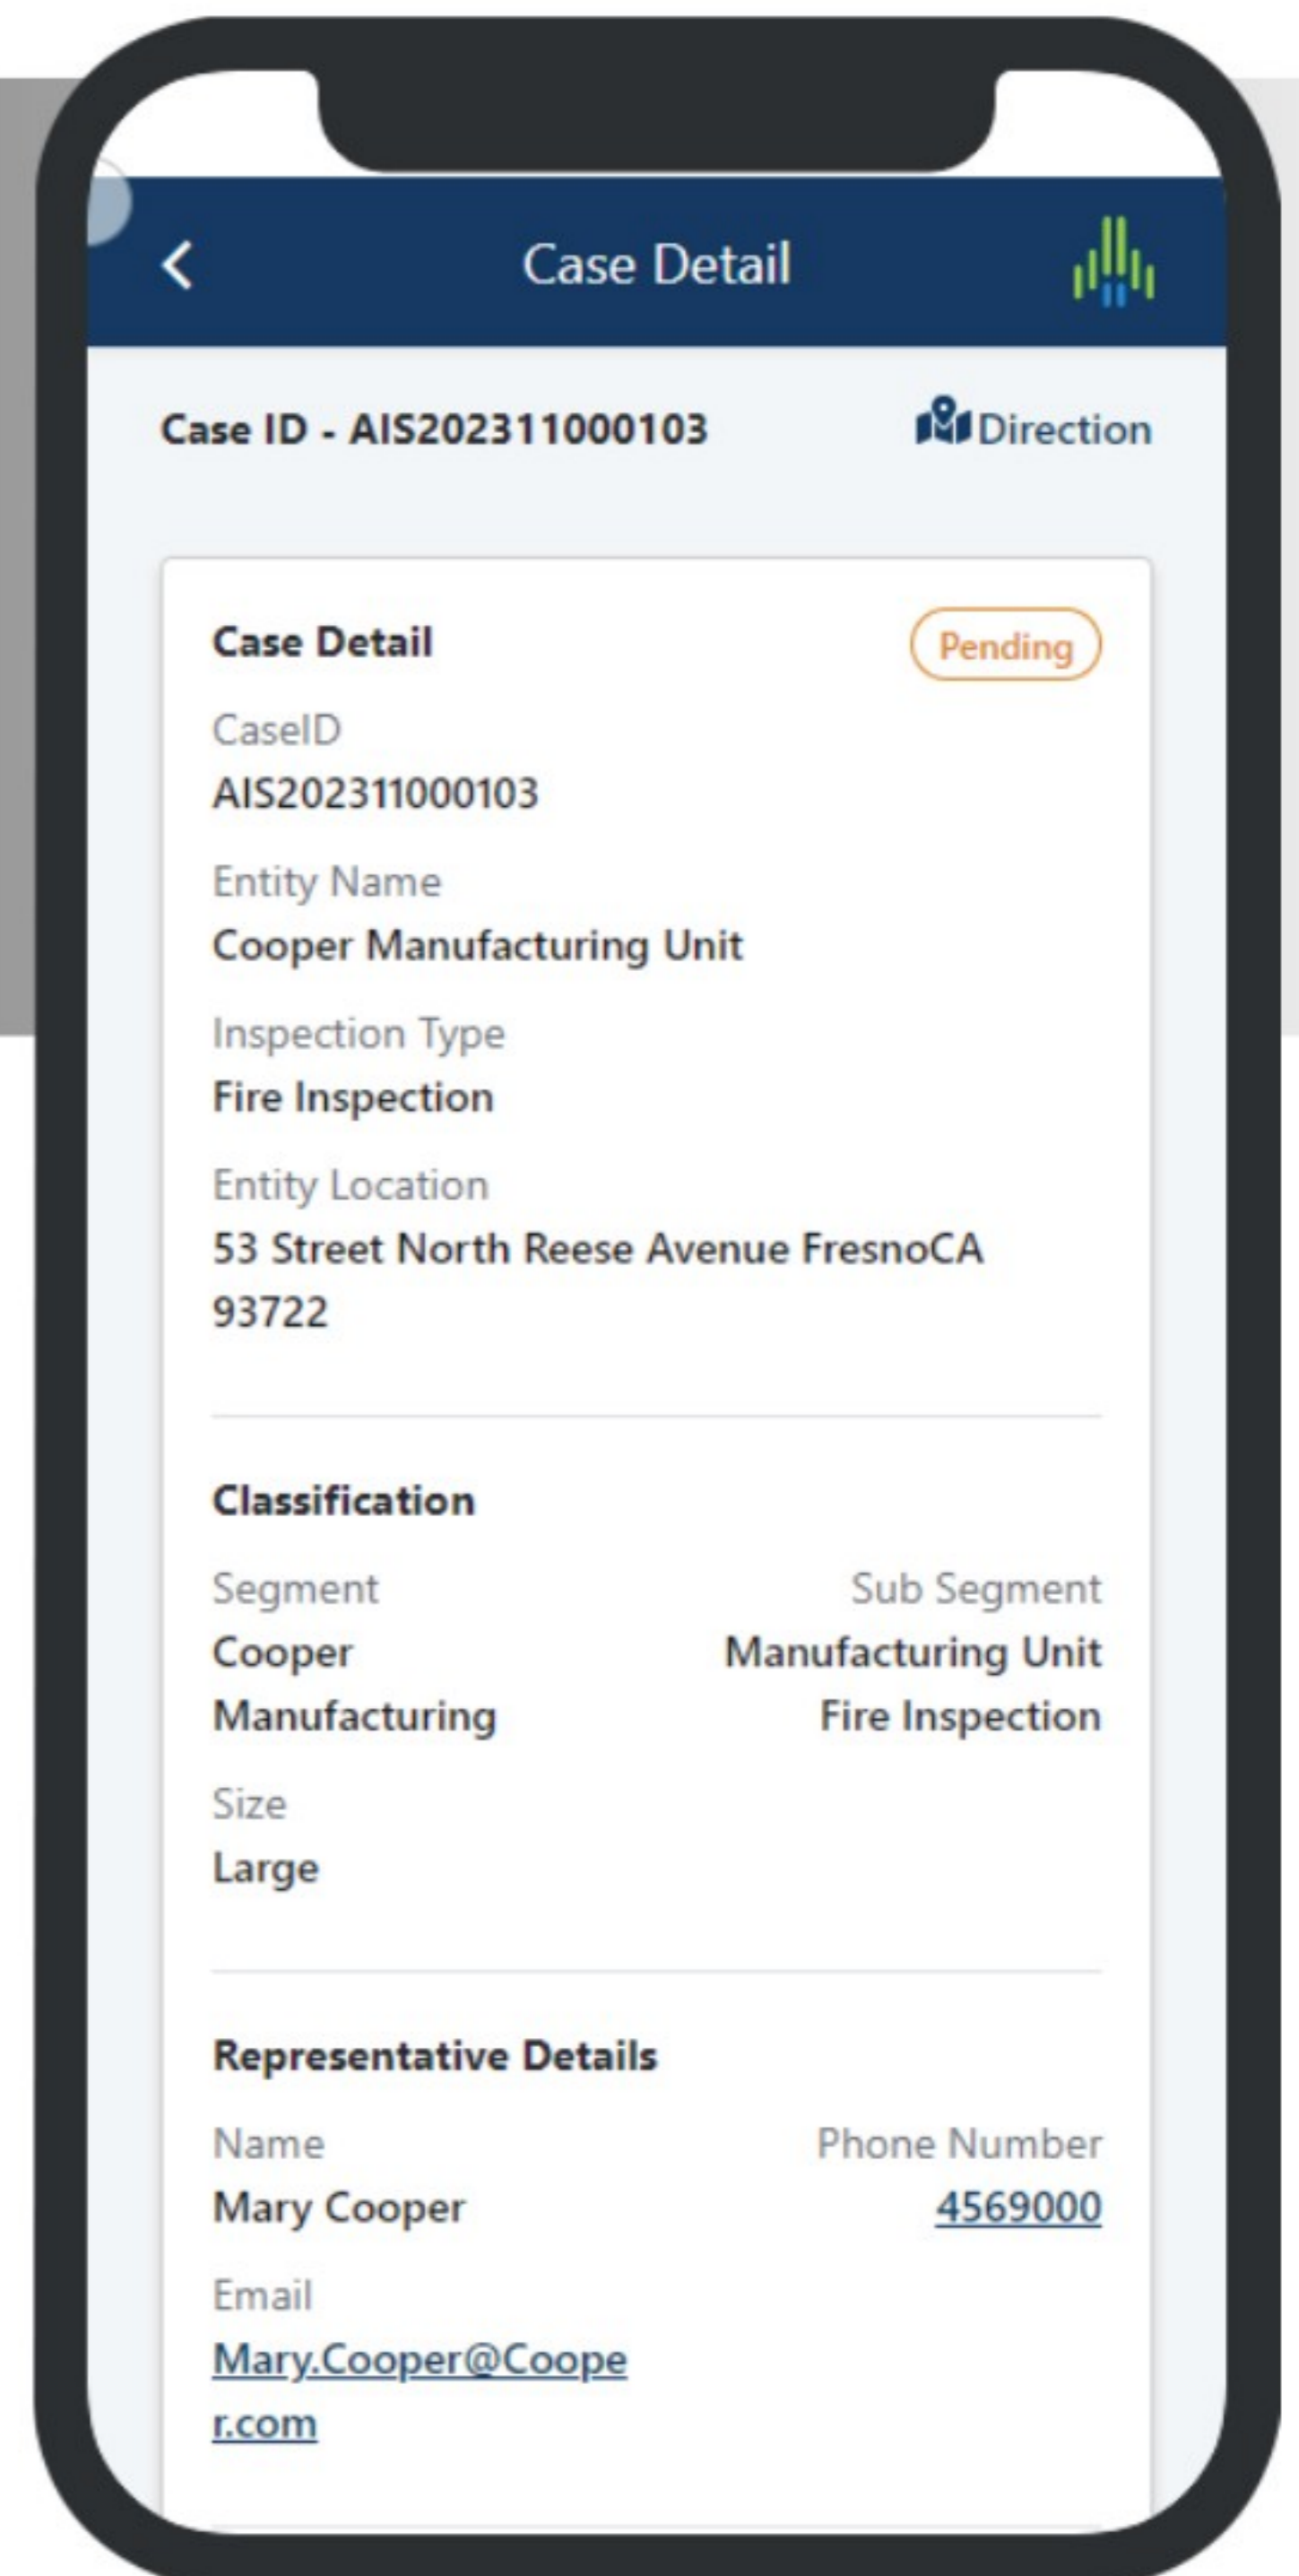 Case Detail
Case ID - AIS202311000103
Direction
Case Detail
Pending
CaseID
AIS202311000103
Entity Name
Cooper Manufacturing Unit
Inspection Type
Fire Inspection
Entity Location
53 Street North Reese Avenue FresnoCA
93722
Classification
Segment
Cooper
Manufacturing
Sub Segment
Manufacturing Unit
Fire Inspection
Size
Large
Representative Details
Name
Mary Cooper
Phone Number
4569000
Email
Mary.Cooper@Coope
r.com